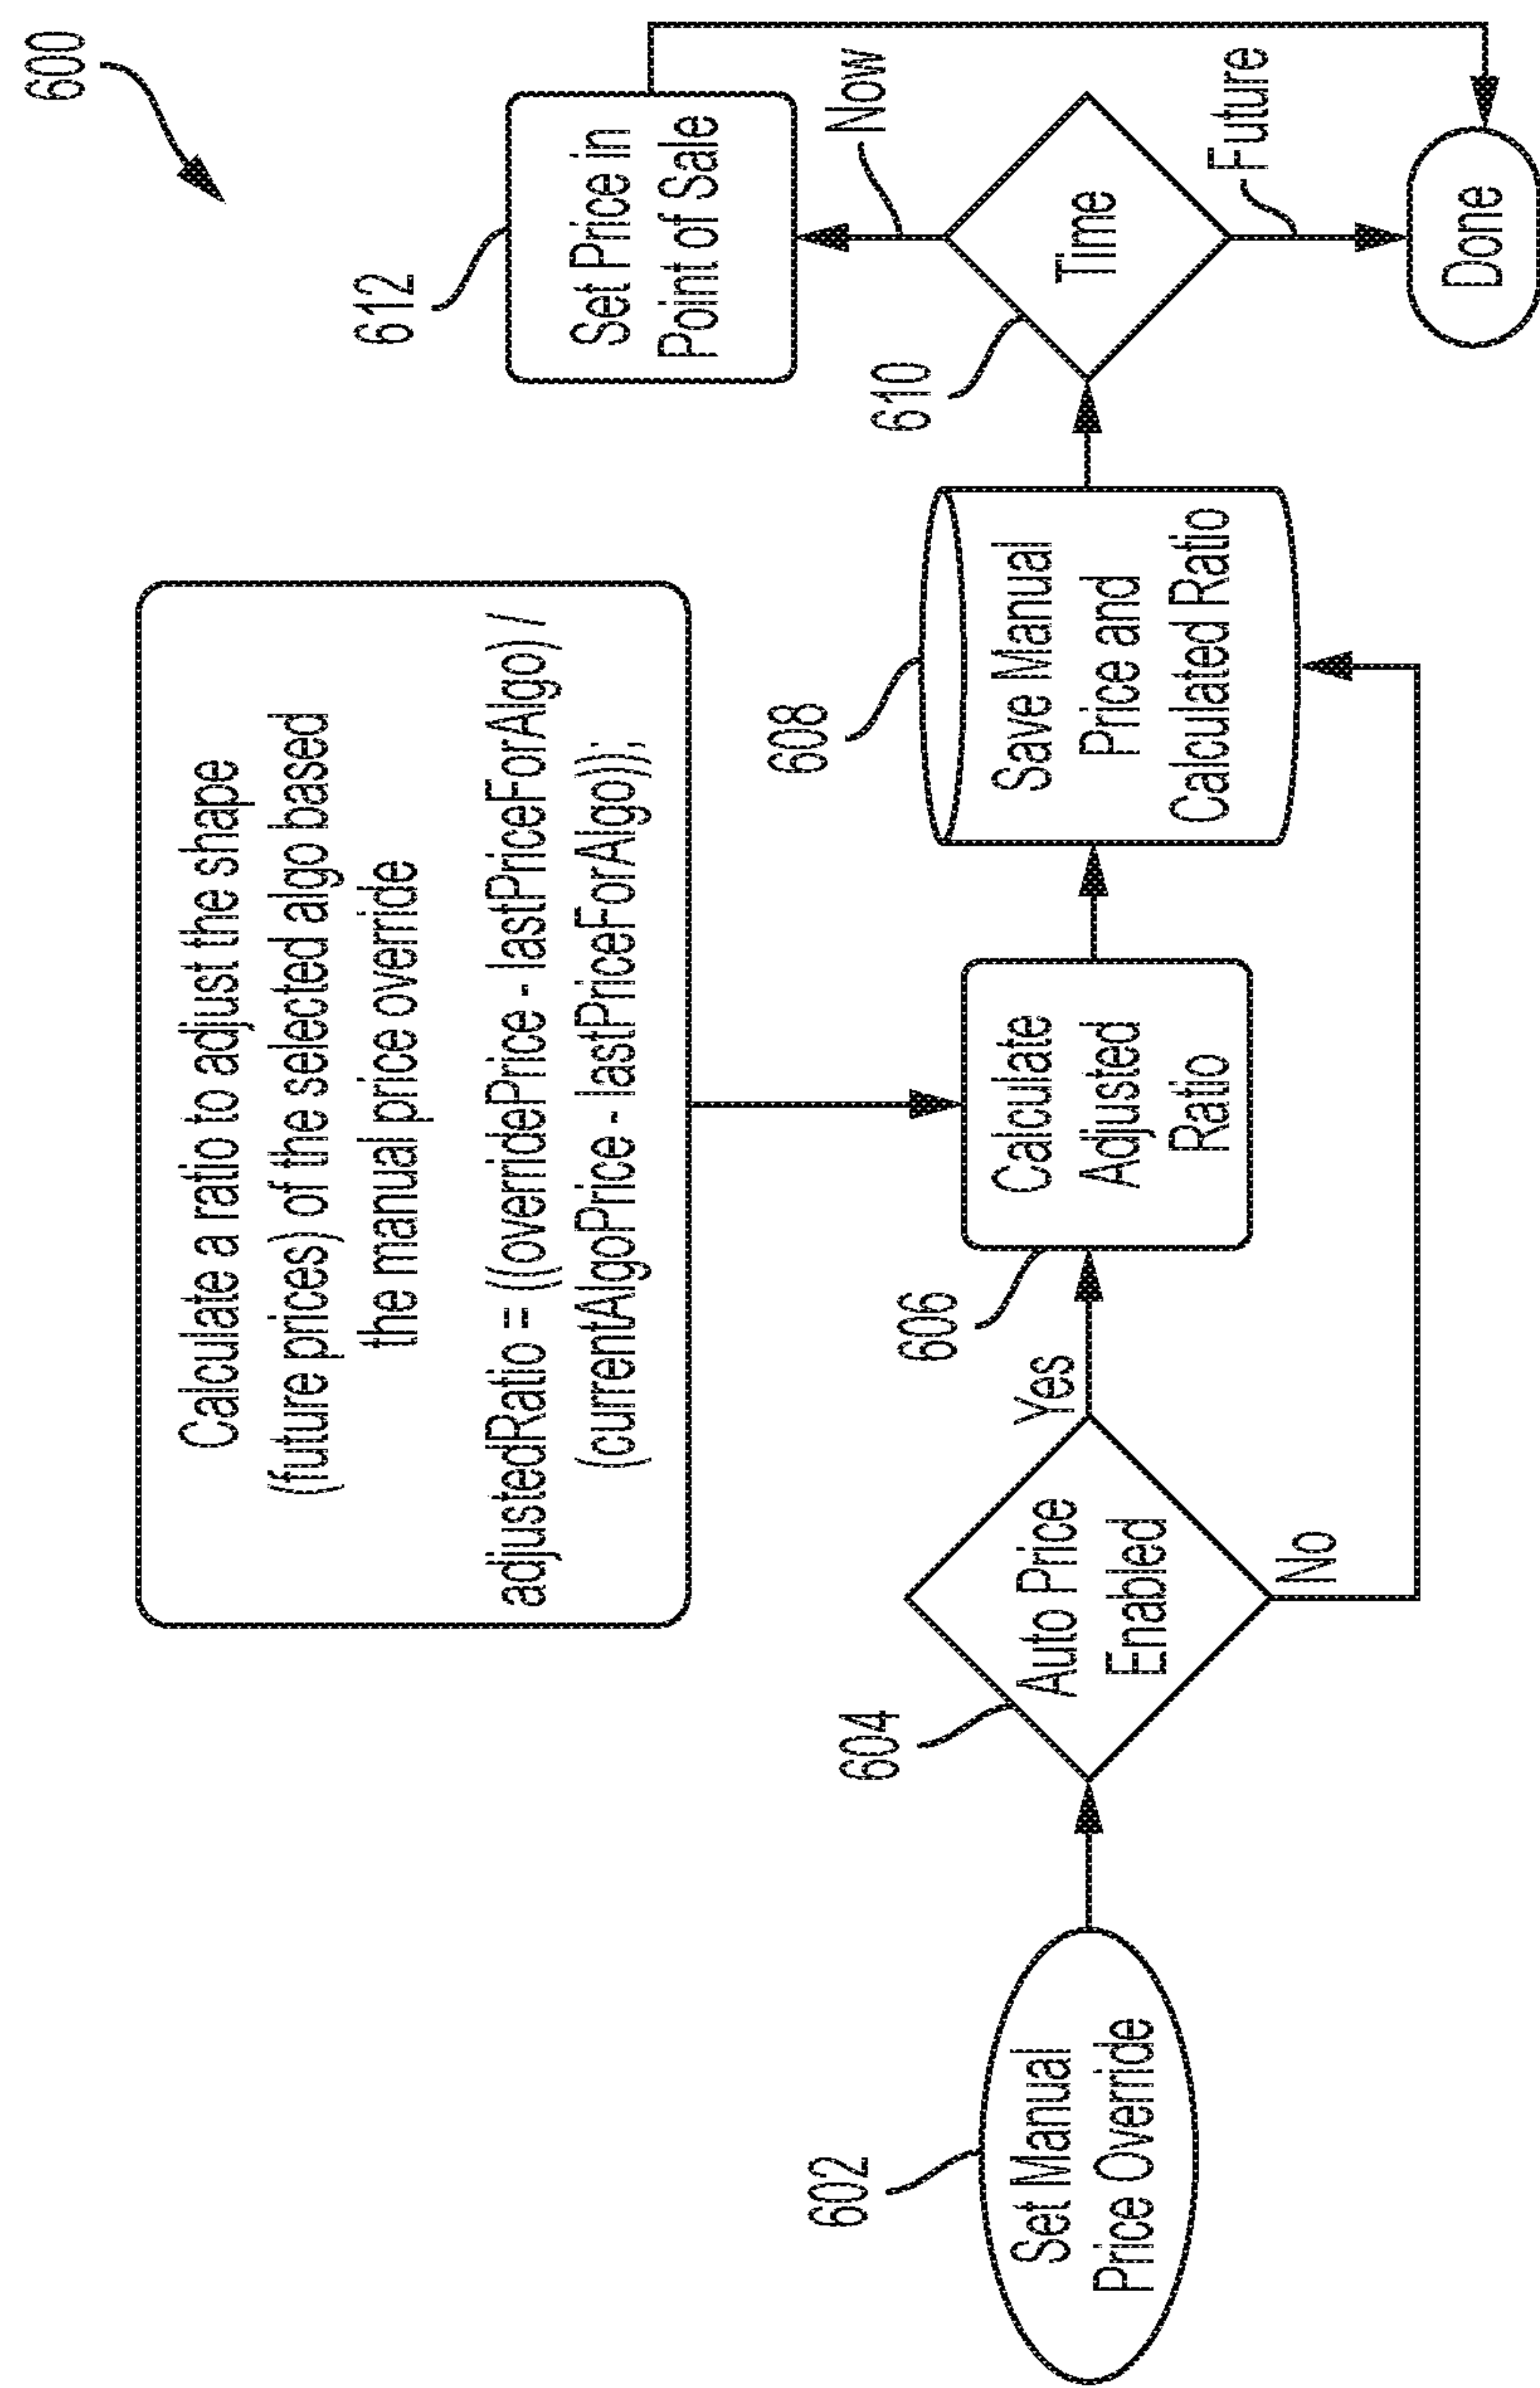 600
Calculate a ratio to adjust the shape
(future prices) of the selected algo based
the manual price override
adjustedRatio = ((overridePrice - lastPriceForAlgo) /
(currentAlgoPrice - lastPriceForAlgo));
602
Set Manual
Price Override
604
Auto Price
Enabled
Yes
No
606
Calculate
Adjusted
Ratio
608
Save Manual
Price and
Calculated Ratio
610
Time
Now
Future
612
Set Price in
Point of Sale
Done